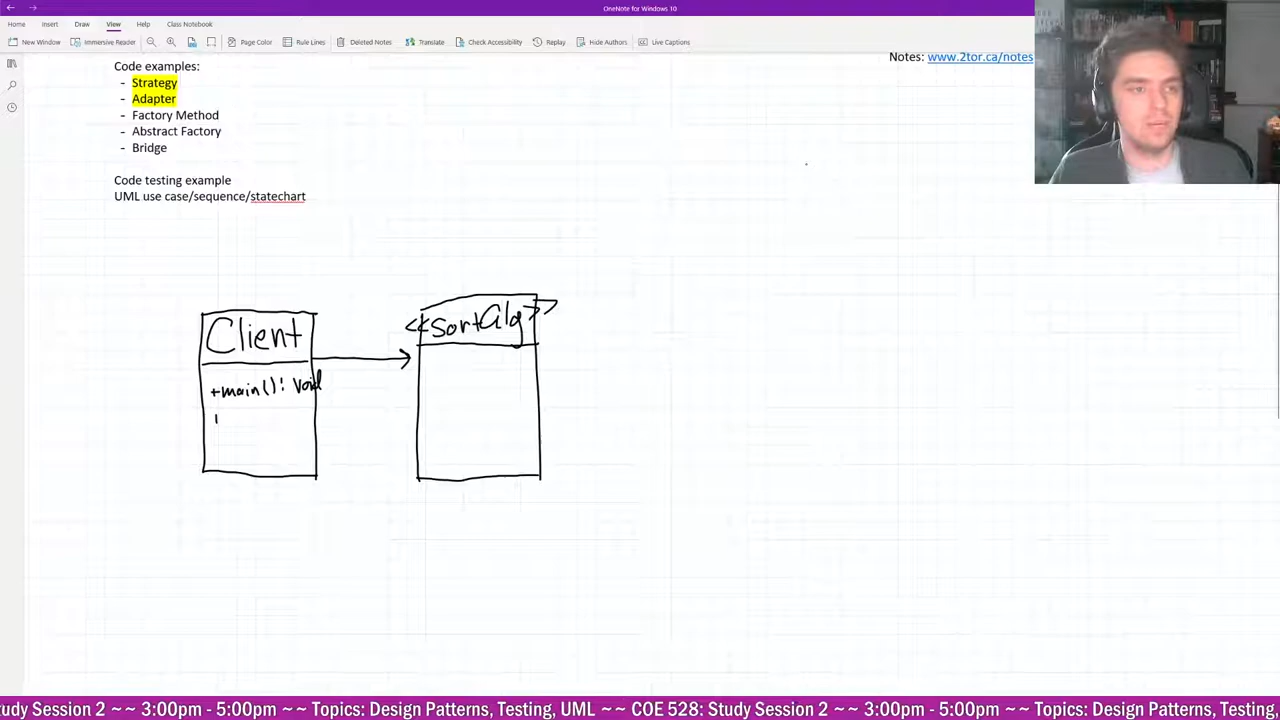 OneNote for Windows 10
Home Insert Draw View Help Class Notebook
New Window Immersive Reader Page Color Rule Lines Deleted Notes Translate Check Accessibility Replay Hide Authors Live Captions
Code examples:
Notes: www.2tor.ca/notes
- Strategy
- Adapter
- Factory Method
- Abstract Factory
- Bridge
Code testing example
UML use case/sequence/statechart
Client
<<SortAlg>>
+main(): void
tudy Session 2 ~~ 3:00pm - 5:00pm ~~ Topics: Design Patterns, Testing, UML ~~ COE 528: Study Session 2 ~~ 3:00pm - 5:00pm ~~ Topics: Design Patterns, Testing,